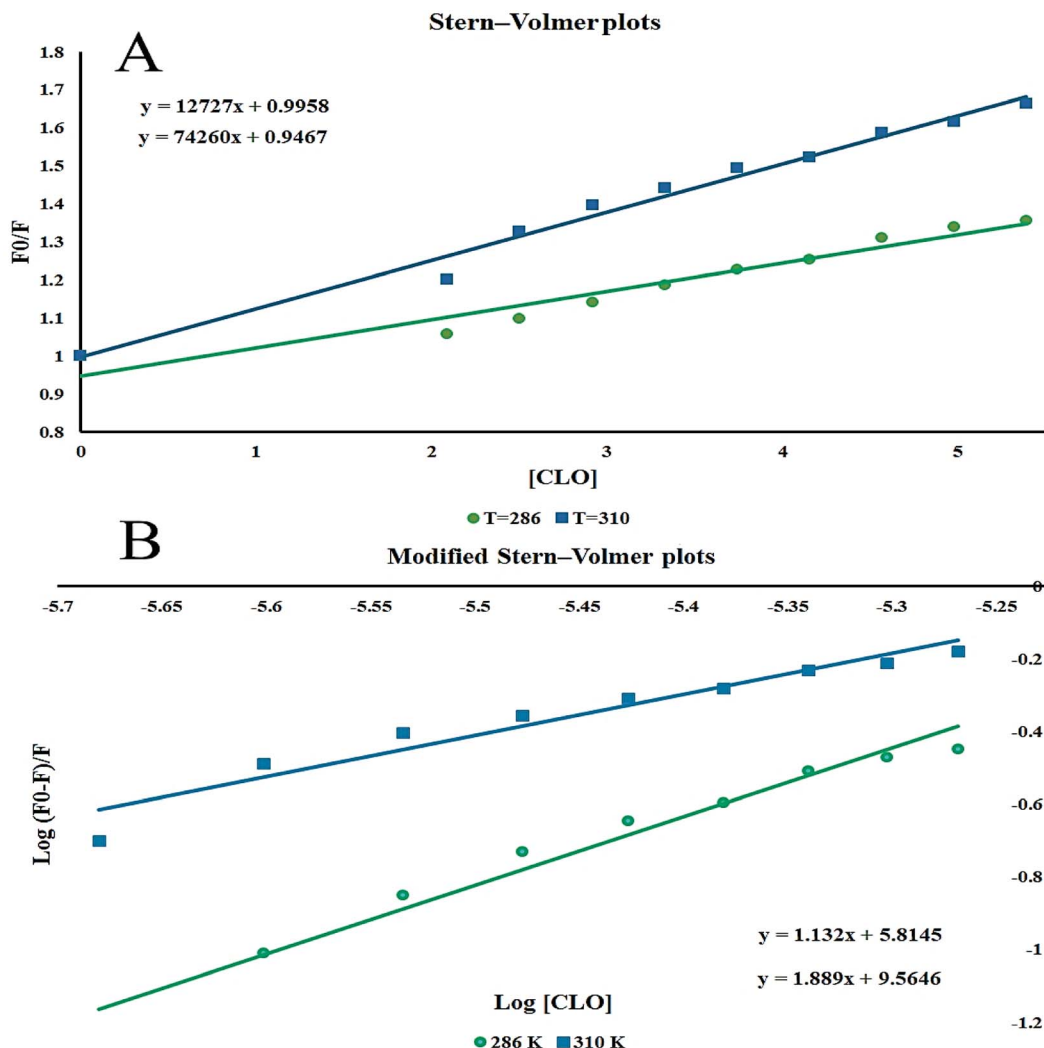 Stern–Volmer plots
A
y = 12727x + 0.9958
y = 74260x + 0.9467
F0/F
1.8
1.7
1.6
1.5
1.4
1.3
1.2
1.1
1
0.9
0.8
0 1 2 3 4 5
[CLO]
T=286 T=310
B
Modified Stern–Volmer plots
-5.7 -5.65 -5.6 -5.55 -5.5 -5.45 -5.4 -5.35 -5.3 -5.25
0
-0.2
-0.4
-0.6
-0.8
-1
-1.2
Log (F0-F)/F
y = 1.132x + 5.8145
y = 1.889x + 9.5646
Log [CLO]
286 K 310 K